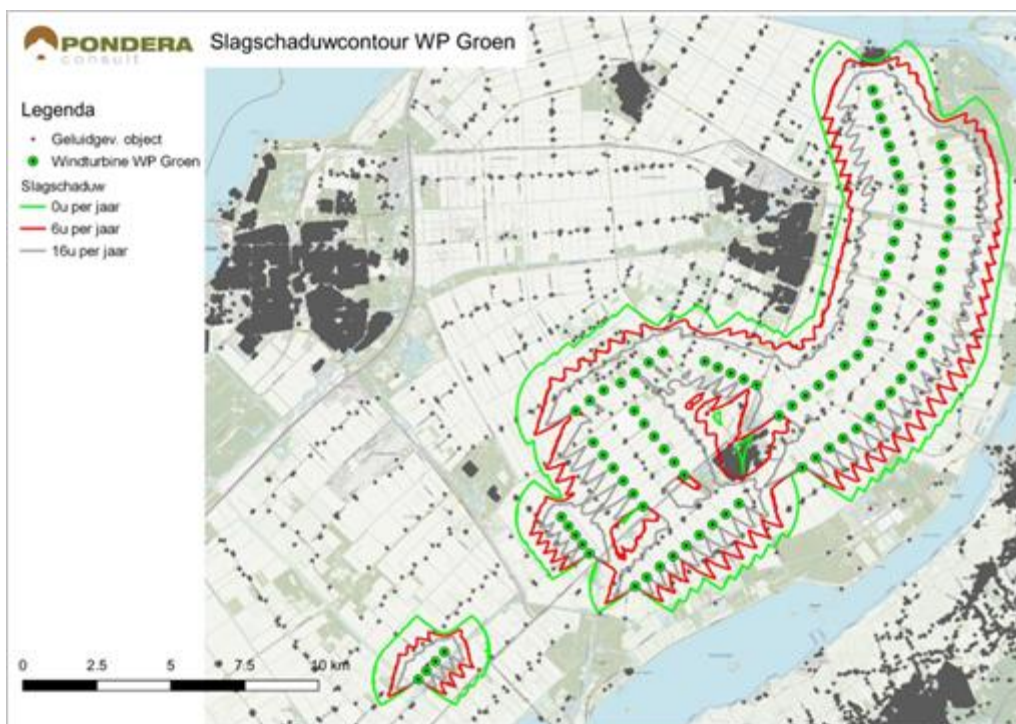 PONDERA
consult
Slagschaduwcontour WP Groen
Legenda
Geluidgev. object
Windturbine WP Groen
Slagschaduw
0u per jaar
6u per jaar
16u per jaar
0 2.5 5 7.5 10 km